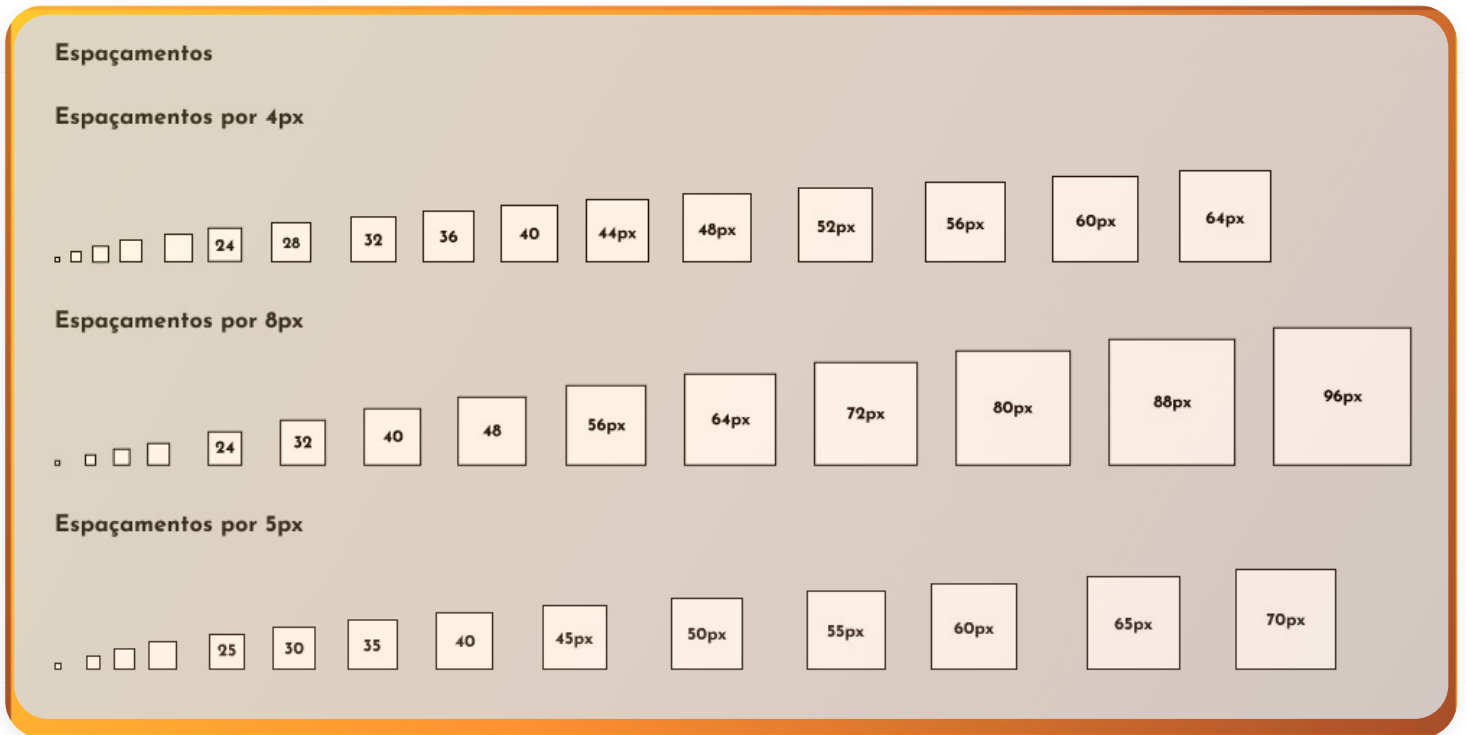 Espaçamentos
Espaçamentos por 4px
24 28 32 36 40 44px 48px 52px 56px 60px 64px
Espaçamentos por 8px
24 32 40 48 56px 64px 72px 80px 88px 96px
Espaçamentos por 5px
25 30 35 40 45px 50px 55px 60px 65px 70px